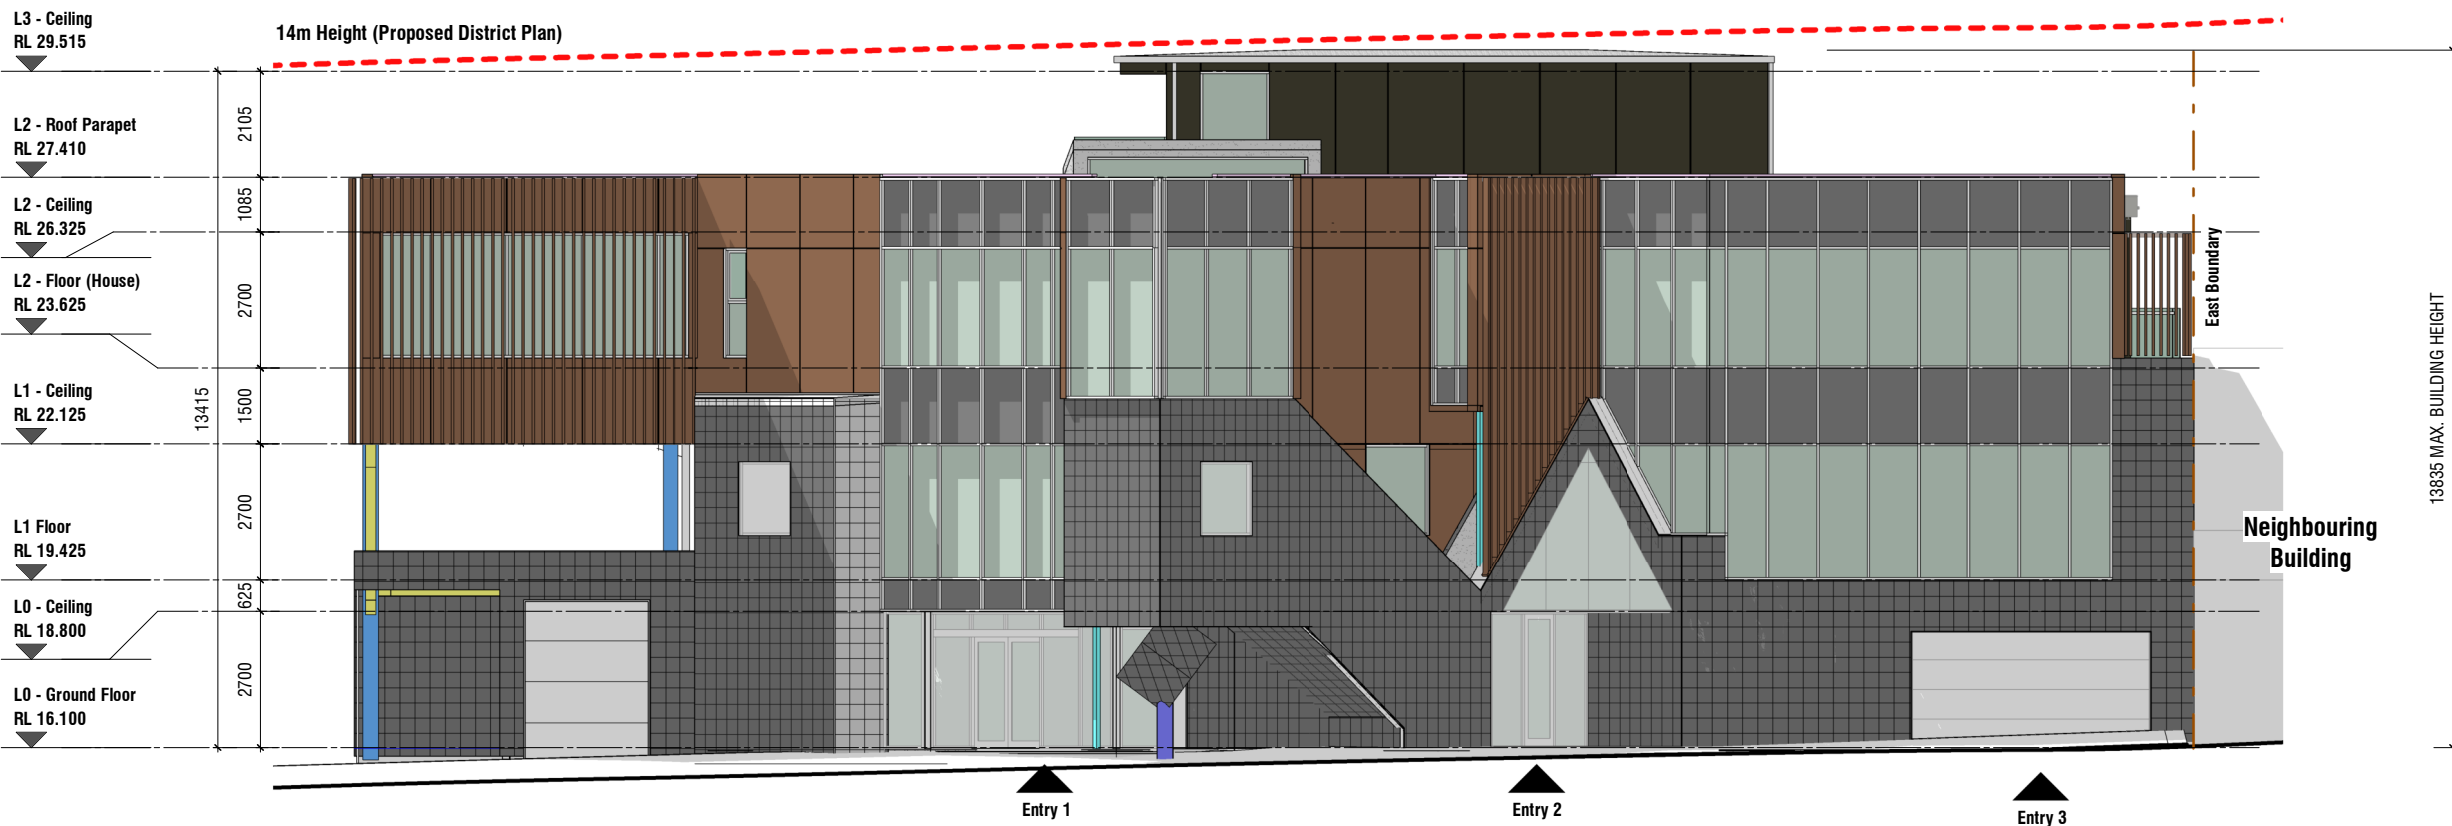 L3 - Ceiling
RL 29.515
14m Height (Proposed District Plan)
L2 - Roof Parapet
RL 27.410
L2 - Ceiling
RL 26.325
L2 - Floor (House)
RL 23.625
L1 - Ceiling
RL 22.125
L1 Floor
RL 19.425
L0 - Ceiling
RL 18.800
L0 - Ground Floor
RL 16.100
13415
2105
1085
2700
1500
2700
625
2700
East Boundary
Neighbouring
Building
13835 MAX. BUILDING HEIGHT
Entry 1
Entry 2
Entry 3